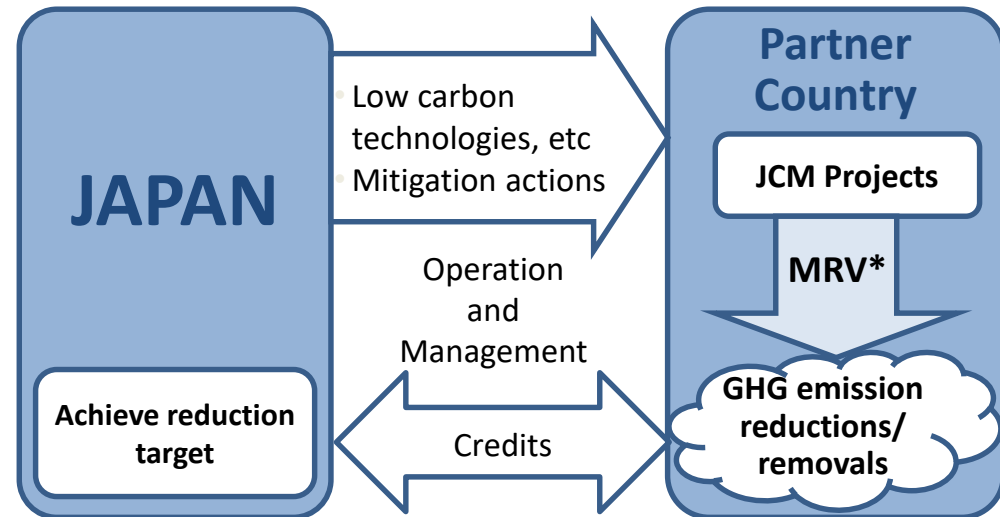 JAPAN
Achieve reduction
target
• Low carbon
technologies, etc
• Mitigation actions
Operation
and
Management
Credits
Partner
Country
JCM Projects
MRV*
GHG emission
reductions/
removals